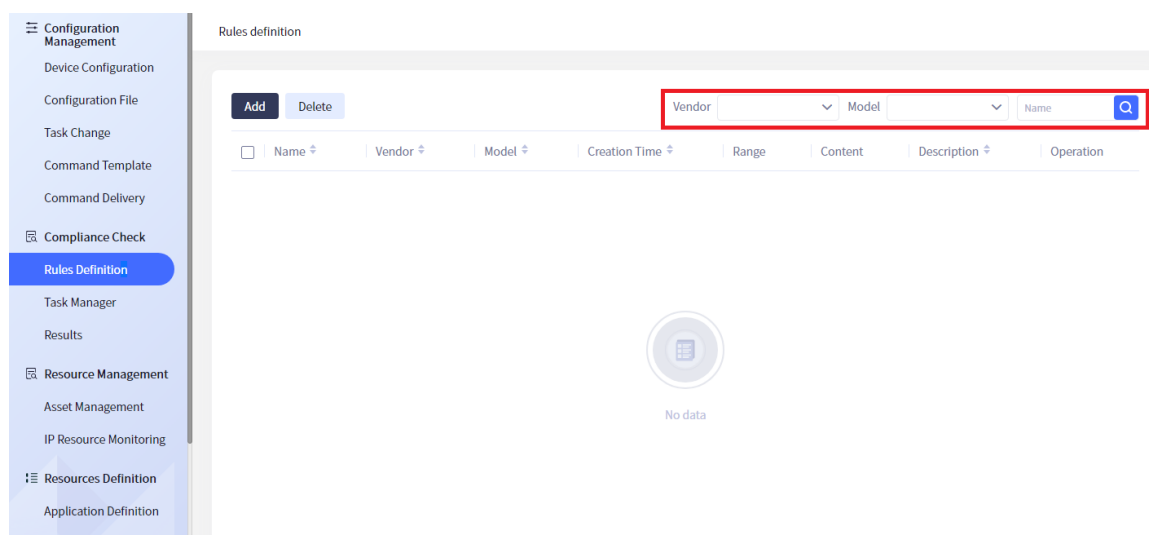 Configuration
Management
Device Configuration
Configuration File
Task Change
Command Template
Command Delivery
Compliance Check
Rules Definition
Task Manager
Results
Resource Management
Asset Management
IP Resource Monitoring
Resources Definition
Application Definition
Rules definition
Add Delete Vendor Model Name
Name Vendor Model Creation Time Range Content Description Operation
No data